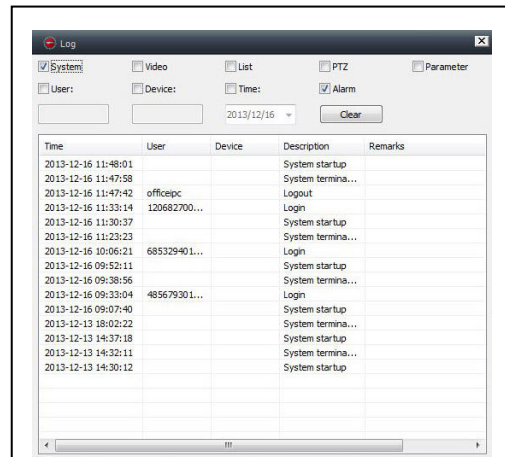 Log
System Video List PTZ Parameter
User: Device: Time: Alarm
2013/12/16 Clear
Time User Device Description Remarks
2013-12-16 11:48:01 System startup
2013-12-16 11:47:58 System termina...
2013-12-16 11:47:42 officeipc Logout
2013-12-16 11:33:14 120682700... Login
2013-12-16 11:30:37 System startup
2013-12-16 11:23:23 System termina...
2013-12-16 10:06:21 685329401... Login
2013-12-16 09:52:11 System startup
2013-12-16 09:38:56 System termina...
2013-12-16 09:33:04 485679301... Login
2013-12-16 09:07:40 System startup
2013-12-13 18:02:22 System termina...
2013-12-13 14:37:18 System startup
2013-12-13 14:32:11 System termina...
2013-12-13 14:30:12 System startup